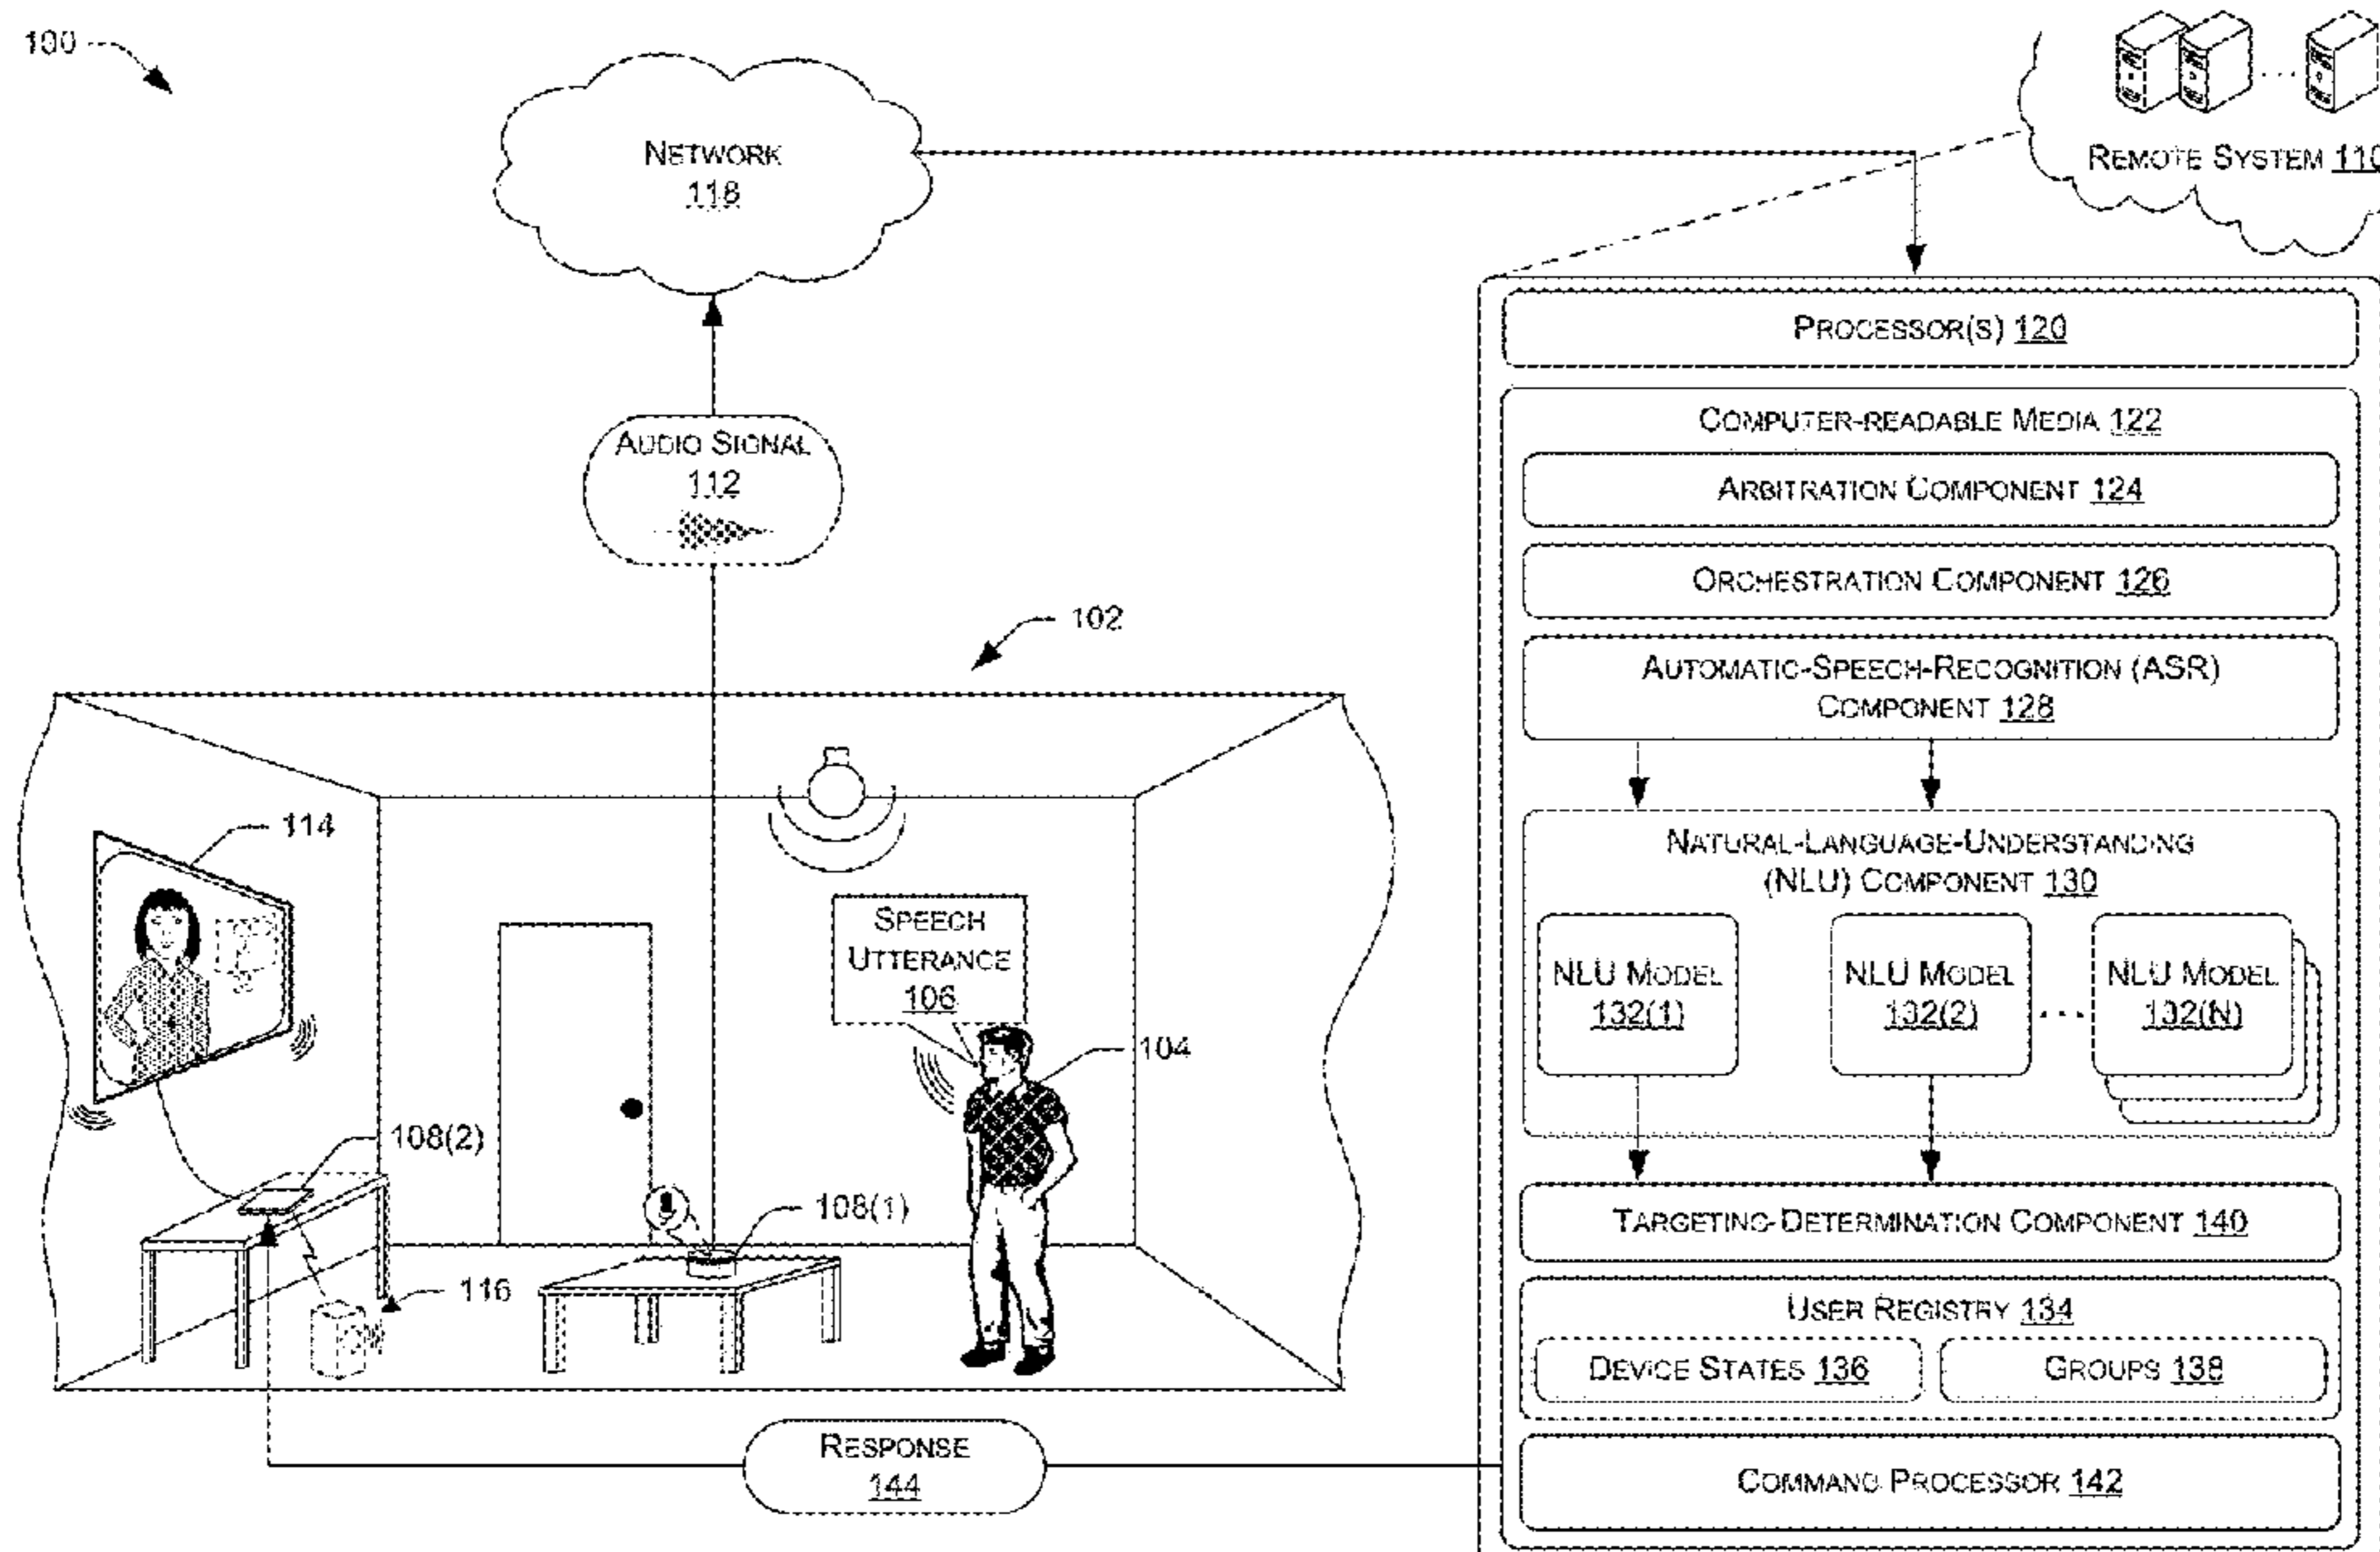 100
NETWORK
118
REMOTE SYSTEM 110
PROCESSOR(S) 120
COMPUTER-READABLE MEDIA 122
AUDIO SIGNAL
112
ARBITRATION COMPONENT 124
ORCHESTRATION COMPONENT 126
102
AUTOMATIC-SPEECH-RECOGNITION (ASR)
COMPONENT 128
114
NATURAL-LANGUAGE-UNDERSTANDING
(NLU) COMPONENT 130
SPEECH
UTTERANCE
106
NLU MODEL
132(1)
NLU MODEL
132(2)
...
NLU MODEL
132(N)
104
108(2)
108(1)
116
TARGETING-DETERMINATION COMPONENT 140
USER REGISTRY 134
DEVICE STATES 136
GROUPS 138
RESPONSE
144
COMMAND PROCESSOR 142